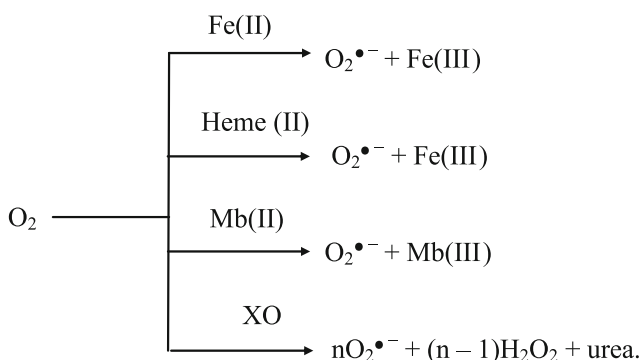 Fe(II)
O₂•⁻ + Fe(III)
Heme (II)
O₂•⁻ + Fe(III)
O₂
Mb(II)
O₂•⁻ + Mb(III)
XO
nO₂•⁻ + (n – 1)H₂O₂ + urea.